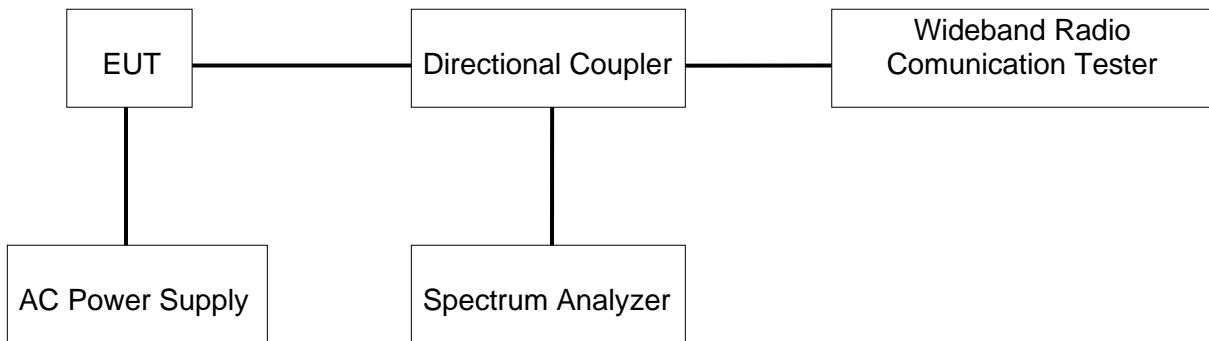 EUT
Directional Coupler
Wideband Radio
Comunication Tester
AC Power Supply
Spectrum Analyzer